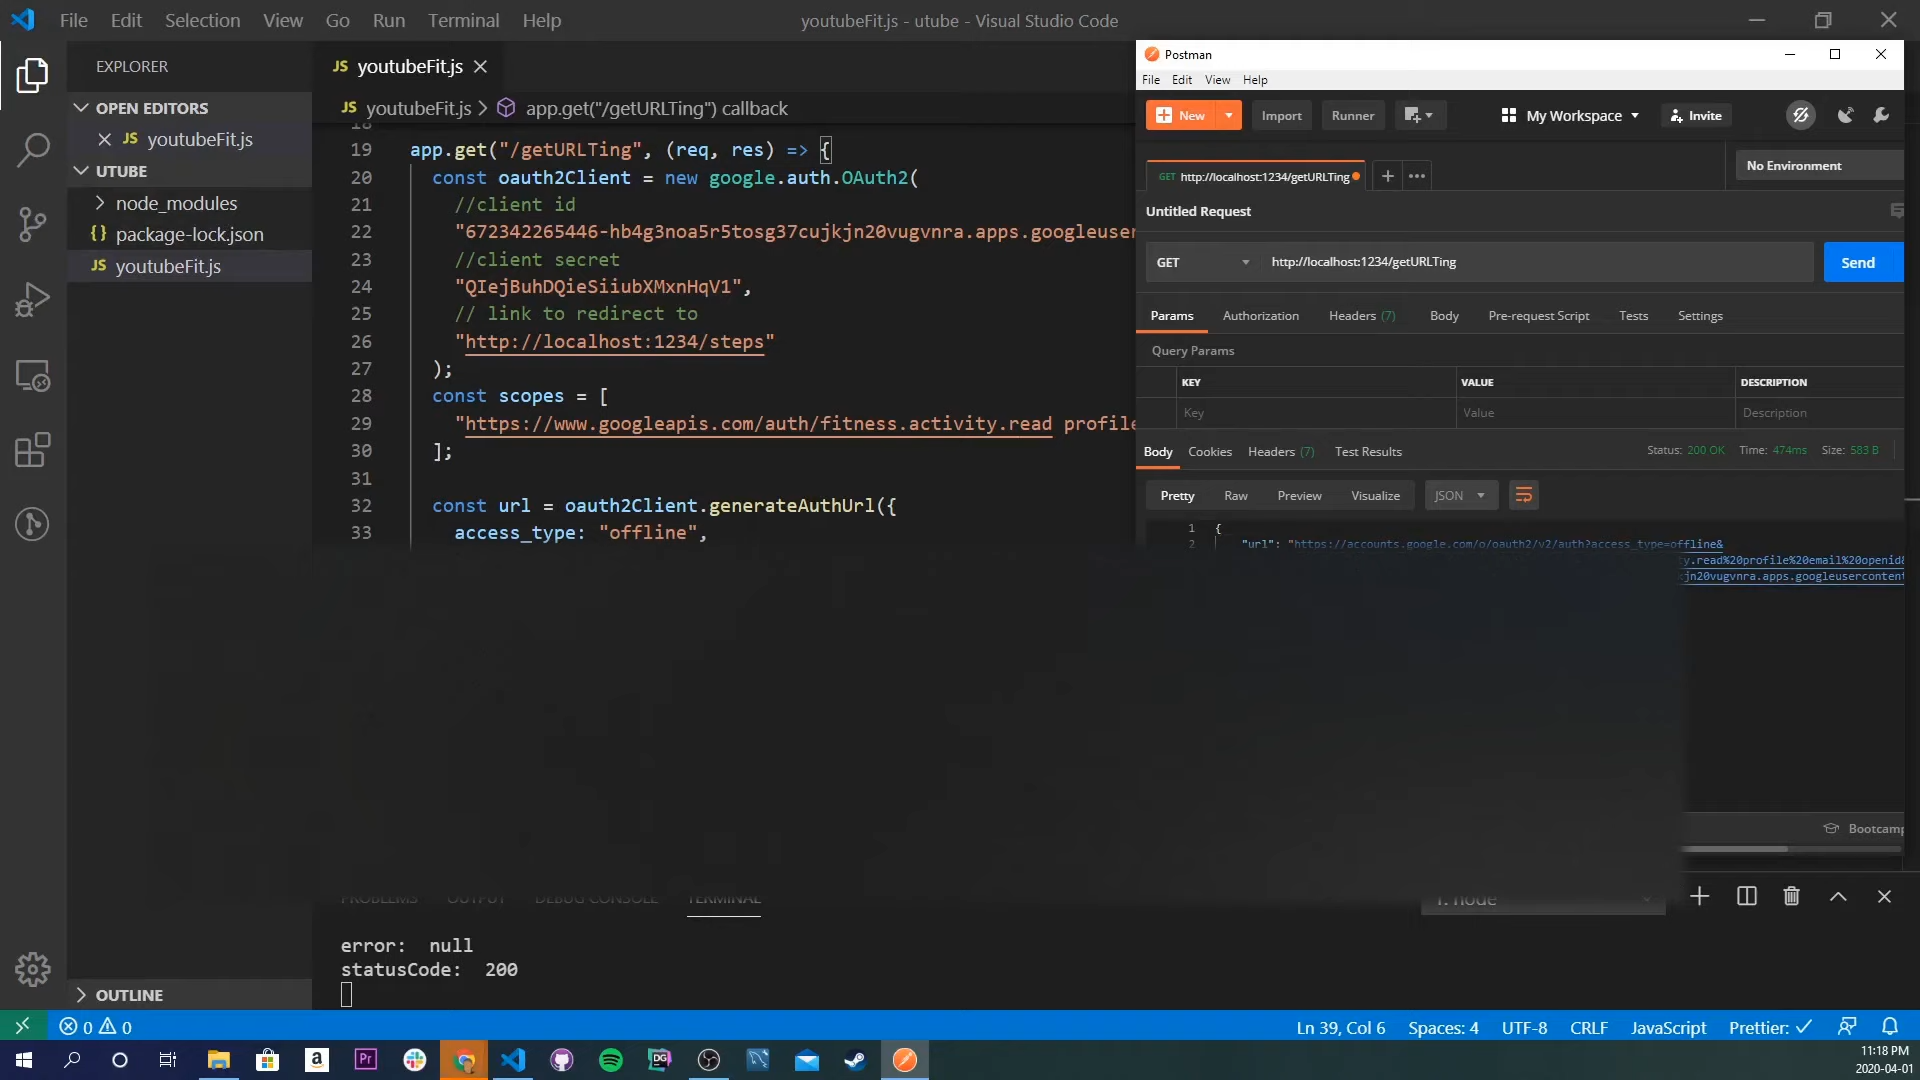 File Edit Selection View Go Run Terminal Help
youtubeFit.js - utube - Visual Studio Code
EXPLORER
OPEN EDITORS
JS youtubeFit.js
UTUBE
node_modules
{} package-lock.json
JS youtubeFit.js
OUTLINE
JS youtubeFit.js
JS youtubeFit.js > app.get("/getURLTing") callback
18
19 app.get("/getURLTing", (req, res) => {
20 const oauth2Client = new google.auth.OAuth2(
21 //client id
22 "672342265446-hb4g3noa5r5tosg37cujkjn20vugvnra.apps.googleuser
23 //client secret
24 "QIejBuhDQieSiiubXMxnHqV1",
25 // link to redirect to
26 "http://localhost:1234/steps"
27 );
28 const scopes = [
29 "https://www.googleapis.com/auth/fitness.activity.read profile
30 ];
31
32 const url = oauth2Client.generateAuthUrl({
33 access_type: "offline",
Postman
File Edit View Help
New Import Runner My Workspace Invite
GET http://localhost:1234/getURLTing
No Environment
Untitled Request
GET http://localhost:1234/getURLTing Send
Params Authorization Headers (7) Body Pre-request Script Tests Settings
Query Params
KEY VALUE DESCRIPTION
Key Value Description
Body Cookies Headers (7) Test Results Status: 200 OK Time: 474ms Size: 583 B
Pretty Raw Preview Visualize JSON
1 {
2 "url": "https://accounts.google.com/o/oauth2/v2/auth?access_type=offline&
y.read%20profile%20email%20openid&
jn20vugvnra.apps.googleusercontent
Bootcamp
PROBLEMS OUTPUT DEBUG CONSOLE TERMINAL
1: node
error: null
statusCode: 200
0 0
Ln 39, Col 6 Spaces: 4 UTF-8 CRLF JavaScript Prettier: ✓
Pr
DG
11:18 PM
2020-04-01